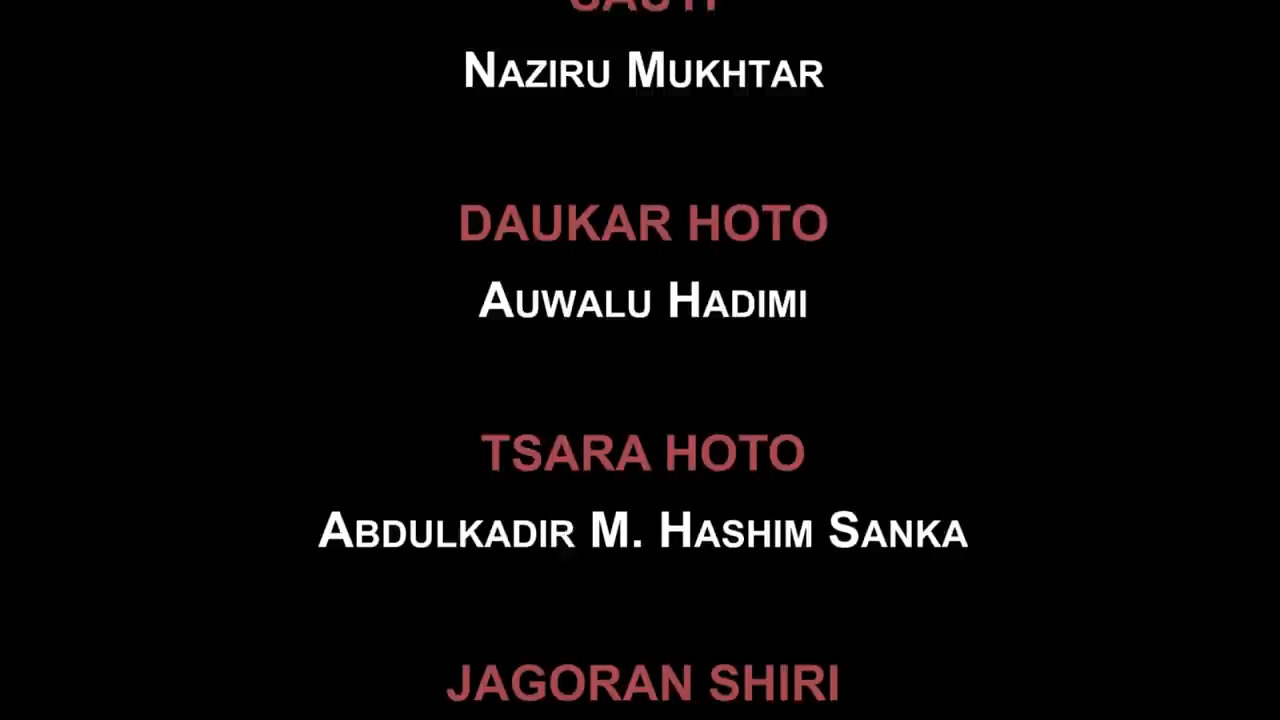 NAZIRU MUKHTAR
DAUKAR HOTO
AUWALU HADIMI
TSARA HOTO
ABDULKADIR M. HASHIM SANKA
JAGORAN SHIRI